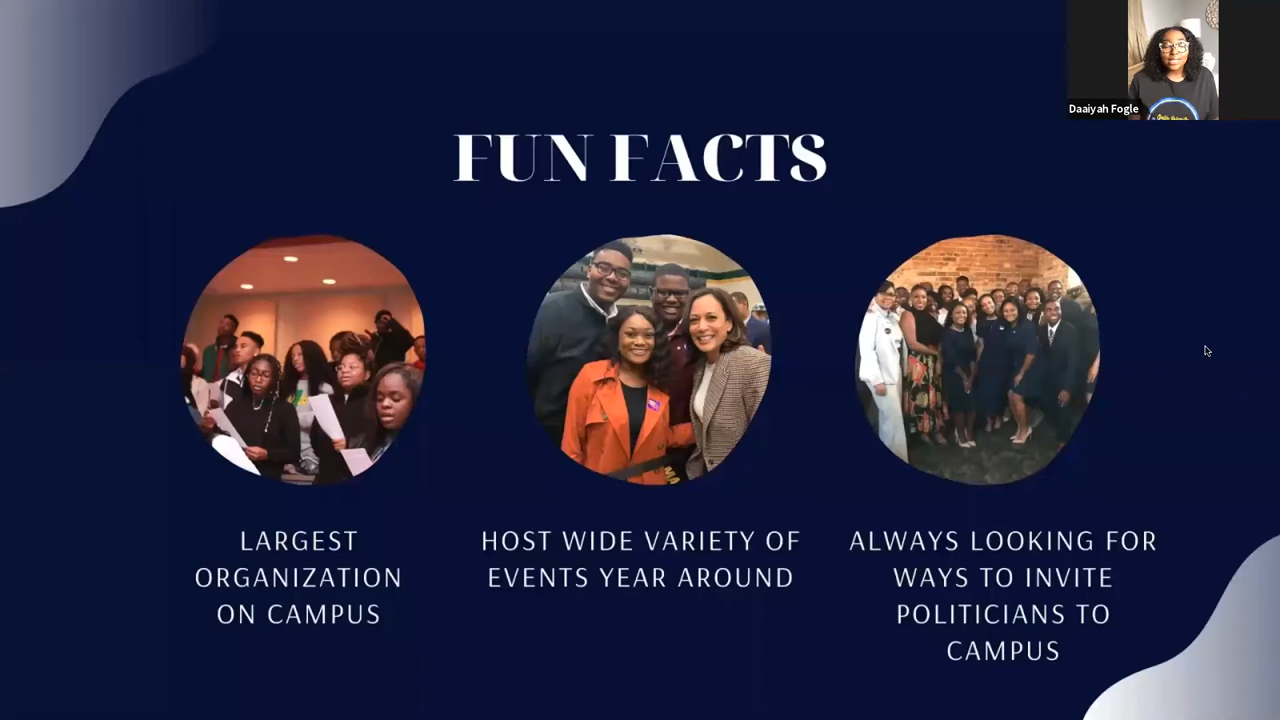 Daaiyah Fogle
FUN FACTS
MA
LARGEST
ORGANIZATION
ON CAMPUS
HOST WIDE VARIETY OF
EVENTS YEAR AROUND
ALWAYS LOOKING FOR
WAYS TO INVITE
POLITICIANS TO
CAMPUS